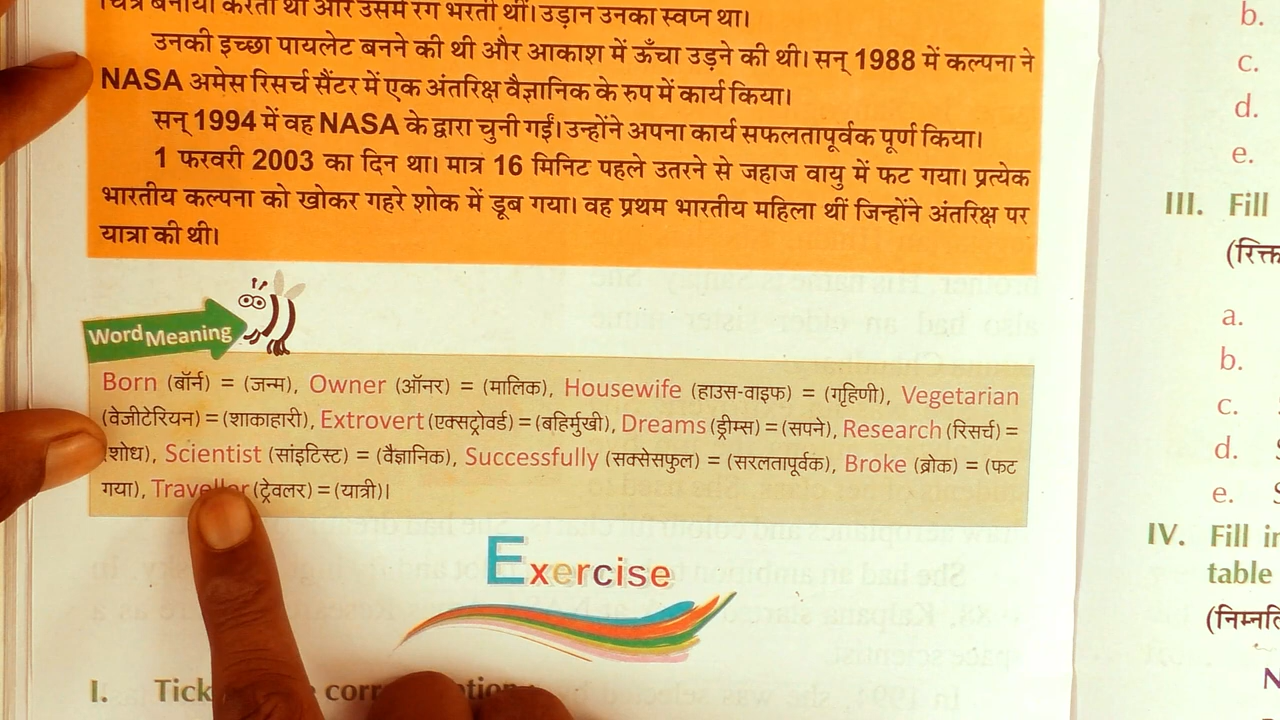 चित्र बनाया करती थी और उसमें रंग भरती थीं। उड़ान उनका स्वप्न था।
उनकी इच्छा पायलेट बनने की थी और आकाश में ऊँचा उड़ने की थी। सन् 1988 में कल्पना ने
NASA अमेस रिसर्च सैंटर में एक अंतरिक्ष वैज्ञानिक के रुप में कार्य किया।
सन् 1994 में वह NASA के द्वारा चुनी गईं। उन्होंने अपना कार्य सफलतापूर्वक पूर्ण किया।
1 फरवरी 2003 का दिन था। मात्र 16 मिनिट पहले उतरने से जहाज वायु में फट गया। प्रत्येक
भारतीय कल्पना को खोकर गहरे शोक में डूब गया। वह प्रथम भारतीय महिला थीं जिन्होंने अंतरिक्ष पर
यात्रा की थी।
Word Meaning
Born (बॉर्न) = (जन्म), Owner (ऑनर) = (मालिक), Housewife (हाउस-वाइफ) = (गृहिणी), Vegetarian
(वेजीटेरियन) = (शाकाहारी), Extrovert (एक्सट्रोवर्ड) = (बहिर्मुखी), Dreams (ड्रीम्स) = (सपने), Research (रिसर्च) =
(शोध), Scientist (सांइटिस्ट) = (वैज्ञानिक), Successfully (सक्सेसफुल) = (सरलतापूर्वक), Broke (ब्रोक) = (फट
गया), Traveller (ट्रेवलर) = (यात्री)।
Exercise
I. Tick
b.
c.
d.
e.
III. Fill
a.
b.
c.
d. S
e. S
IV. Fill in
table
N